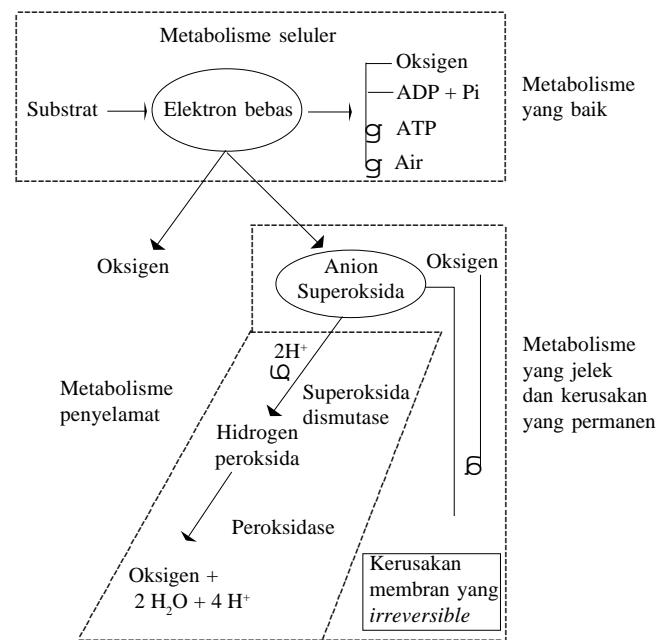 Metabolisme seluler
Substrat
Elektron bebas
Oksigen
ADP + Pi
g ATP
g Air
Metabolisme
yang baik
Oksigen
Anion
Superoksida
Oksigen
2H⁺
g
Superoksida
dismutase
Metabolisme
penyelamat
Hidrogen
peroksida
Metabolisme
yang jelek
dan kerusakan
yang permanen
g
Peroksidase
Oksigen +
2 H₂O + 4 H⁺
Kerusakan
membran yang
irreversible